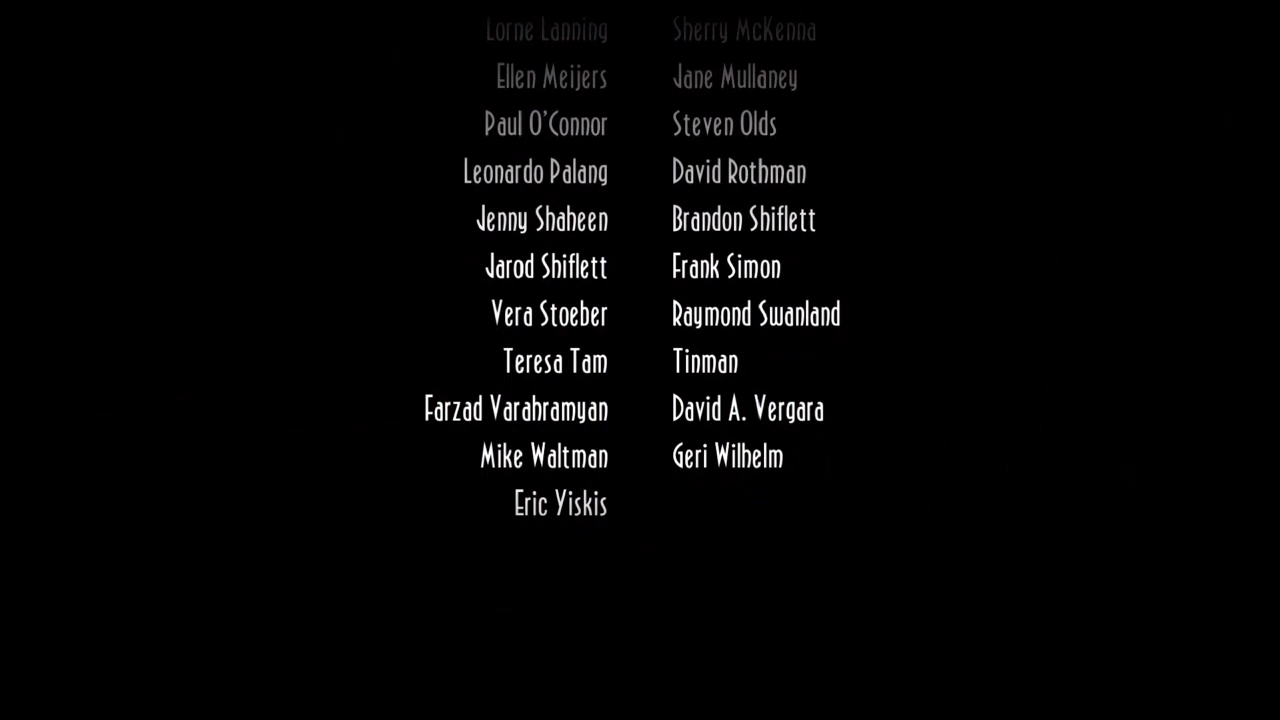 Lorne Lanning Sherry McKenna
Ellen Meijers Jane Mullaney
Paul O'Connor Steven Olds
Leonardo Palang David Rothman
Jenny Shaheen Brandon Shiflett
Jarod Shiflett Frank Simon
Vera Stoeber Raymond Swanland
Teresa Tam Tinman
Farzad Varahramyan David A. Vergara
Mike Waltman Geri Wilhelm
Eric Yiskis